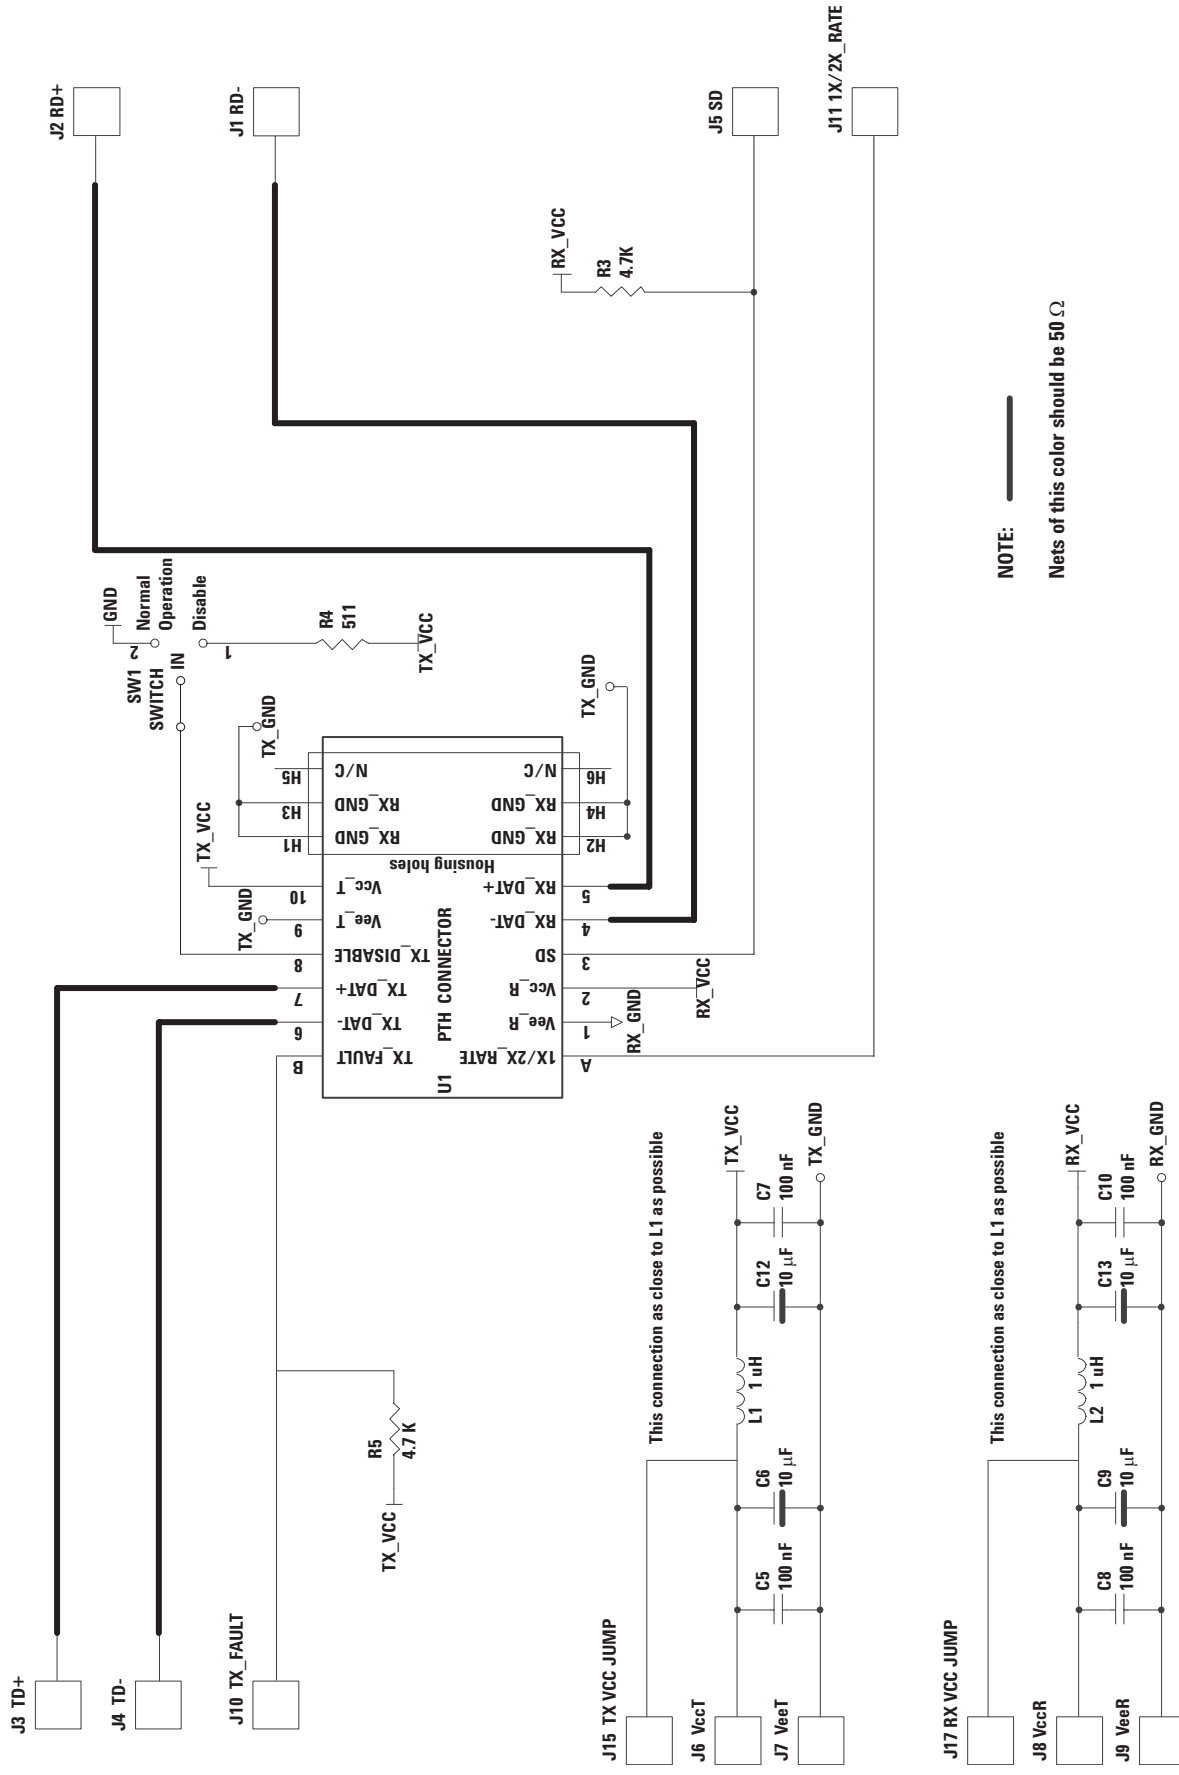 J3 TD+
J4 TD-
J10 TX_FAULT
R5
4.7 K
TX_VCC
J2 RD+
J1 RD-
J5 SD
J11 1X/2X_RATE
RX_VCC
R3
4.7K
SW1
SWITCH
IN
2
1
GND
Normal
Operation
Disable
R4
511
TX_VCC
TX_VCC
TX_GND
TX_GND
TX_GND
U1
PTH CONNECTOR
Housing holes
B TX_FAULT
6 TX_DAT-
7 TX_DAT+
8 TX_DISABLE
9 Vee_T
10 Vcc_T
H1 RX_GND
H3 RX_GND
H5 N/C
1X/2X_RATE A
Vee_R 1
Vcc_R 2
SD 3
RX_DAT- 4
RX_DAT+ 5
RX_GND H2
RX_GND H4
N/C H6
RX_GND
RX_VCC
J15 TX VCC JUMP
This connection as close to L1 as possible
J6 VccT
J7 VeeT
C5
100 nF
C6
10 μF
L1 1 uH
C12
10 μF
C7
100 nF
TX_VCC
TX_GND
J17 RX VCC JUMP
This connection as close to L1 as possible
J8 VccR
J9 VeeR
C8
100 nF
C9
10 μF
L2 1 uH
C13
10 μF
C10
100 nF
RX_VCC
RX_GND
NOTE:
Nets of this color should be 50 Ω